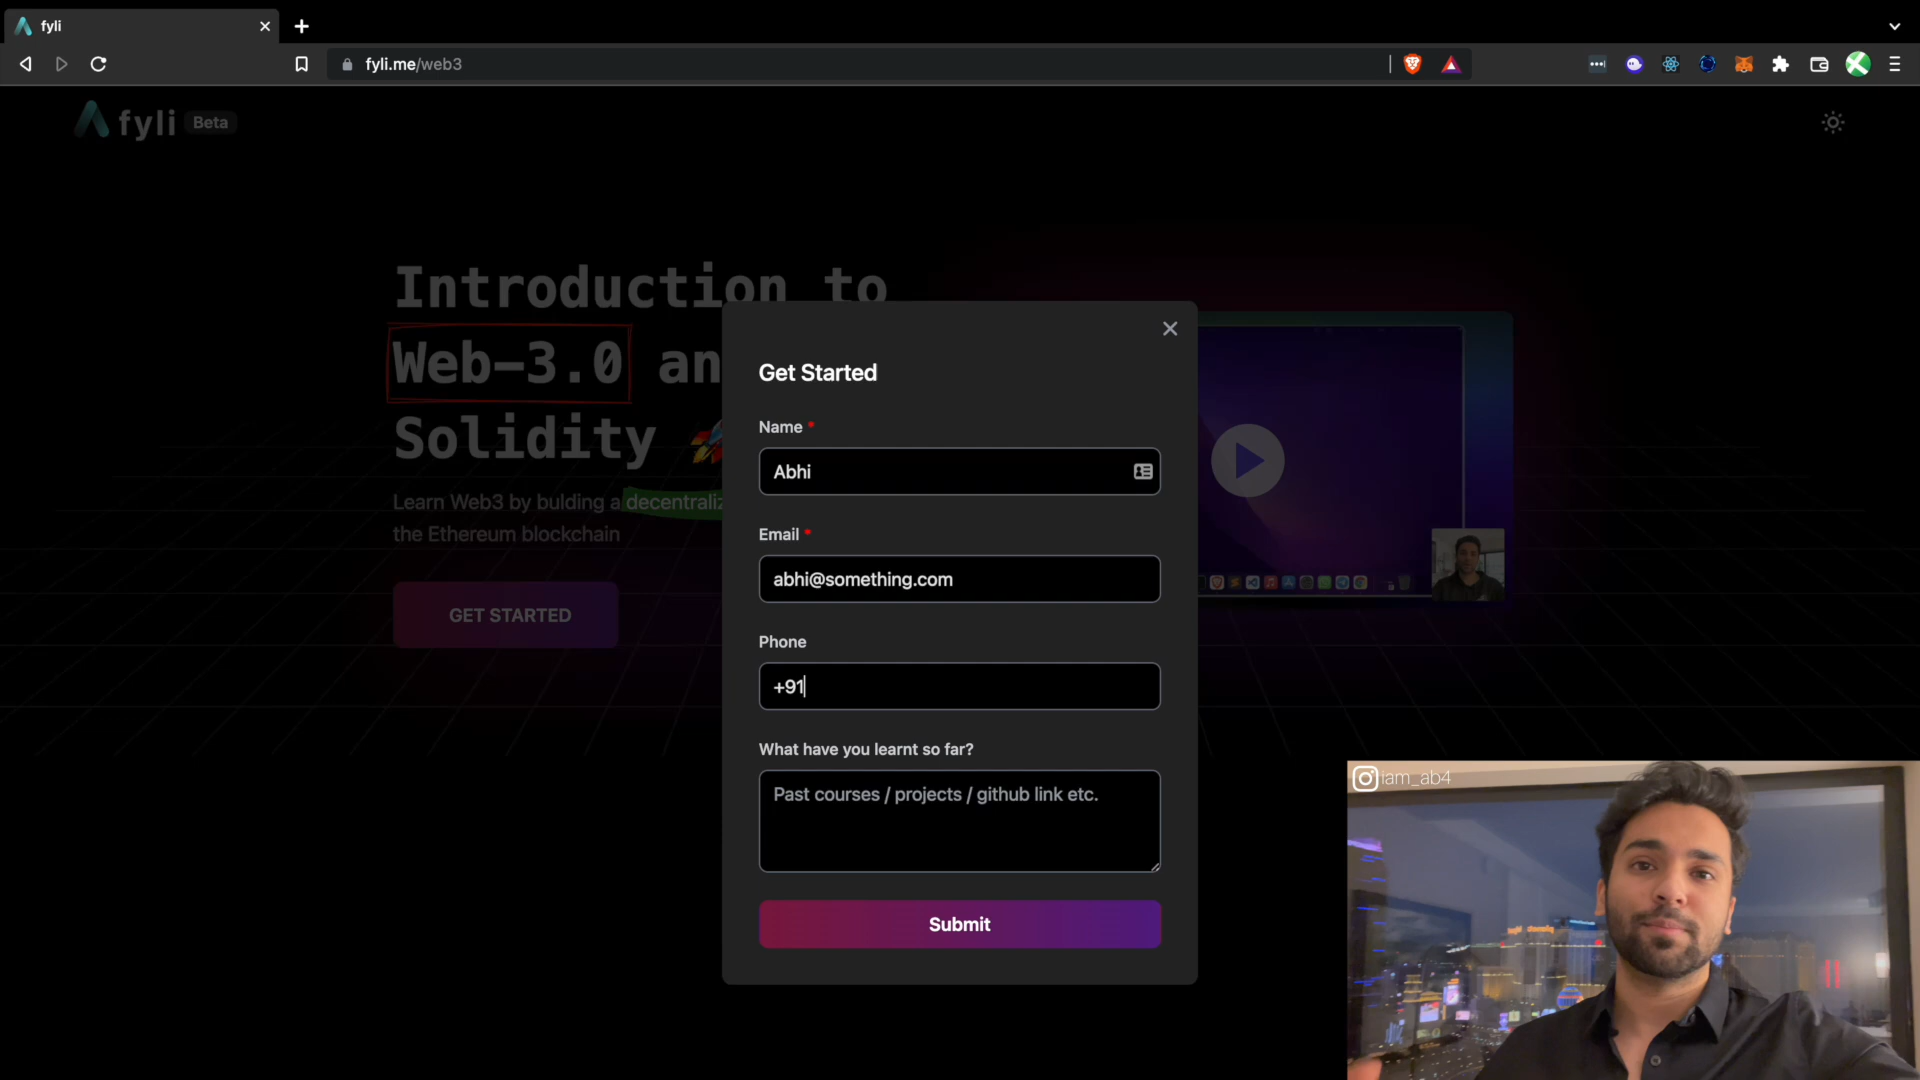 fyli
fyli.me/web3
fyli Beta
Introduction to
Web-3.0 an
Solidity
Learn Web3 by bulding a decentraliz
the Ethereum blockchain
GET STARTED
Get Started
Name *
Abhi
Email *
abhi@something.com
Phone
+91
What have you learnt so far?
Past courses / projects / github link etc.
Submit
iam_ab4